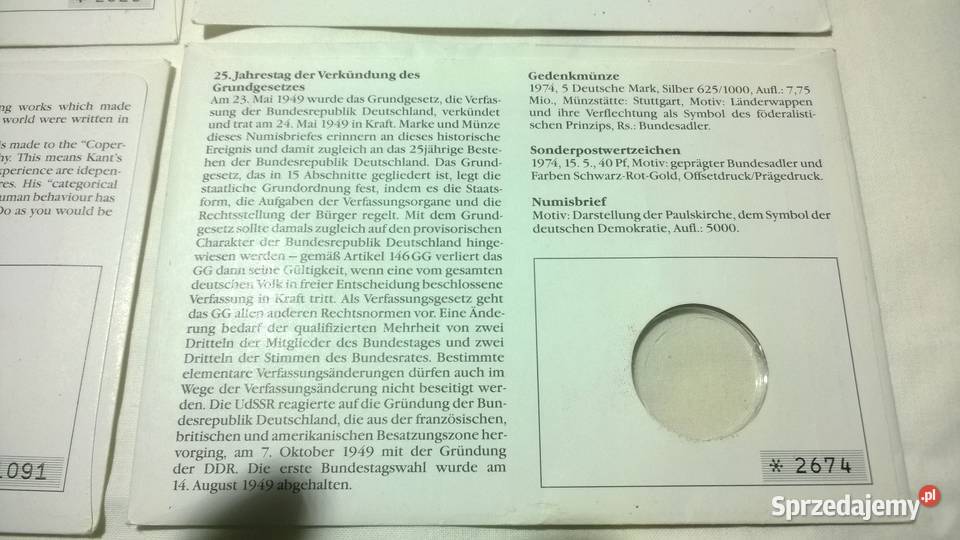 2020
ng works which made
world were written in
s made to the "Coper-
hy. This means Kant's
xperience are idepen-
res. His "categorical
uman behaviour has
Do as you would be
1091
25. Jahrestag der Verkündung des
Grundgesetzes
Am 23. Mai 1949 wurde das Grundgesetz, die Verfas-
sung der Bundesrepublik Deutschland, verkündet
und trat am 24. Mai 1949 in Kraft. Marke und Münze
dieses Numisbriefes erinnern an dieses historische
Ereignis und damit zugleich an das 25jährige Beste-
hen der Bundesrepublik Deutschland. Das Grund-
gesetz, das in 15 Abschnitte gegliedert ist, legt die
staatliche Grundordnung fest, indem es die Staats-
form, die Aufgaben der Verfassungsorgane und die
Rechtsstellung der Bürger regelt. Mit dem Grund-
gesetz sollte damals zugleich auf den provisorischen
Charakter der Bundesrepublik Deutschland hinge-
wiesen werden – gemäß Artikel 146 GG verliert das
GG dann seine Gültigkeit, wenn eine vom gesamten
deutschen Volk in freier Entscheidung beschlossene
Verfassung in Kraft tritt. Als Verfassungsgesetz geht
das GG allen anderen Rechtsnormen vor. Eine Ände-
rung bedarf der qualifizierten Mehrheit von zwei
Dritteln der Mitglieder des Bundestages und zwei
Dritteln der Stimmen des Bundesrates. Bestimmte
elementare Verfassungsänderungen dürfen auch im
Wege der Verfassungsänderung nicht beseitigt wer-
den. Die UdSSR reagierte auf die Gründung der Bun-
desrepublik Deutschland, die aus der französischen,
britischen und amerikanischen Besatzungszone her-
vorging, am 7. Oktober 1949 mit der Gründung
der DDR. Die erste Bundestagswahl wurde am
14. August 1949 abgehalten.
Gedenkmünze
1974, 5 Deutsche Mark, Silber 625/1000, Aufl.: 7,75
Mio., Münzstätte: Stuttgart, Motiv: Länderwappen
und ihre Verflechtung als Symbol des föderalisti-
schen Prinzips, Rs.: Bundesadler.
Sonderpostwertzeichen
1974, 15. 5., 40 Pf, Motiv: geprägter Bundesadler und
Farben Schwarz-Rot-Gold, Offsetdruck/Prägedruck.
Numisbrief
Motiv: Darstellung der Paulskirche, dem Symbol der
deutschen Demokratie, Aufl.: 5000.
* 2674
Sprzedajemy.pl